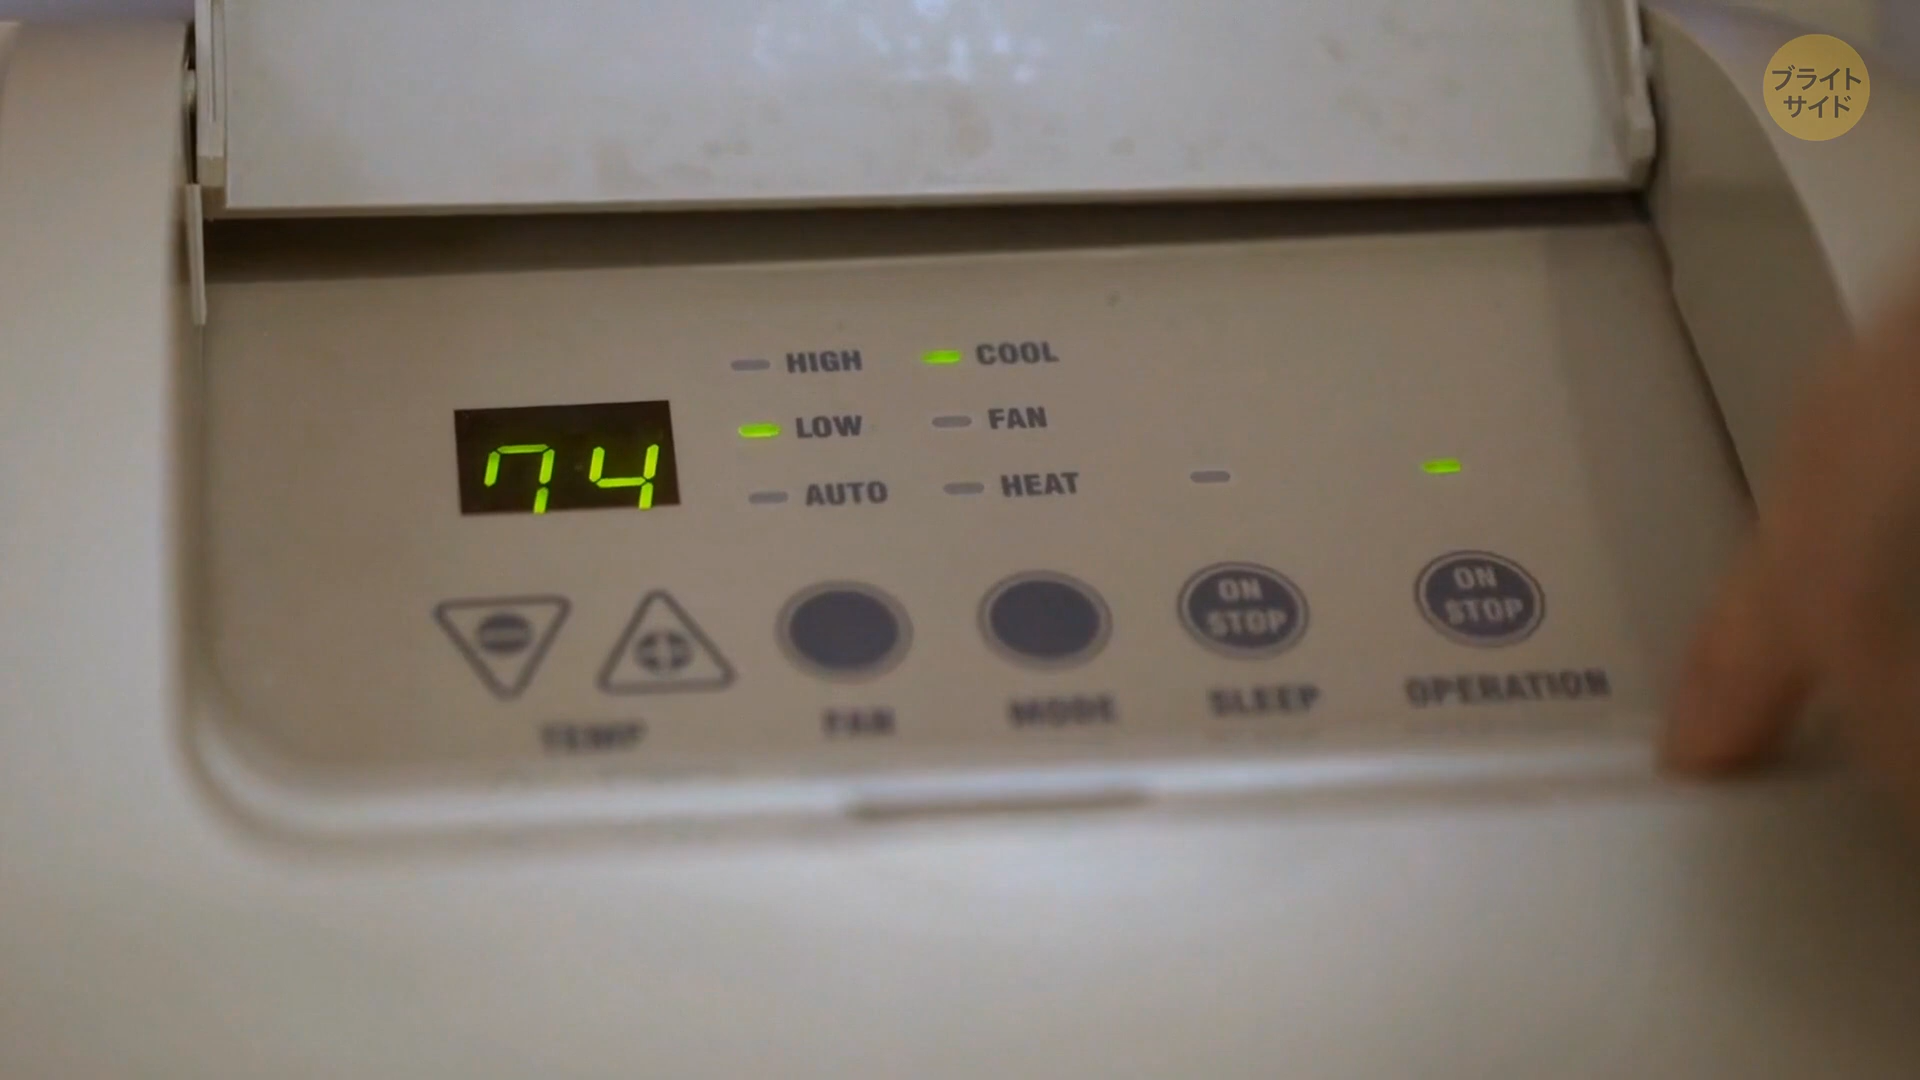 ブライト
サイド
HIGH
COOL
74
LOW
FAN
AUTO
HEAT
ON
STOP
ON
STOP
TEMP
FAN
MODE
SLEEP
OPERATION